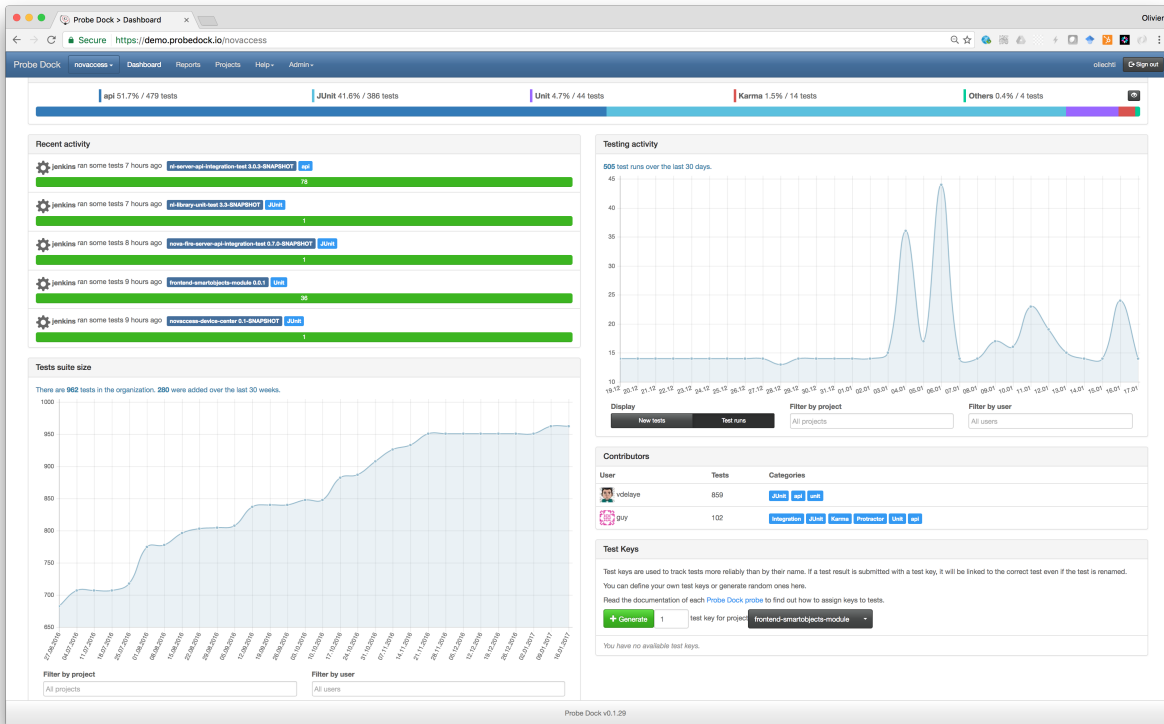 Probe Dock > Dashboard
Olivier
Secure https://demo.probedock.io/novaccess
Probe Dock novaccess Dashboard Reports Projects Help Admin oliechti Sign out
api 51.7% / 479 tests JUnit 41.6% / 386 tests Unit 4.7% / 44 tests Karma 1.5% / 14 tests Others 0.4% / 4 tests
Recent activity
jenkins ran some tests 7 hours ago nl-server-api-integration-test 3.0.3-SNAPSHOT api
78
jenkins ran some tests 7 hours ago nl-library-unit-test 3.3-SNAPSHOT JUnit
1
jenkins ran some tests 8 hours ago nova-fire-server-api-integration-test 0.7.0-SNAPSHOT JUnit
1
jenkins ran some tests 9 hours ago frontend-smartobjects-module 0.0.1 Unit
36
jenkins ran some tests 9 hours ago novaccess-device-center 0.1-SNAPSHOT JUnit
1
Tests suite size
There are 962 tests in the organization. 280 were added over the last 30 weeks.
1000
950
900
850
800
750
700
650
27.06.2016 04.07.2016 11.07.2016 18.07.2016 25.07.2016 01.08.2016 08.08.2016 15.08.2016 22.08.2016 29.08.2016 05.09.2016 12.09.2016 19.09.2016 26.09.2016 03.10.2016 10.10.2016 17.10.2016 24.10.2016 31.10.2016 07.11.2016 14.11.2016 21.11.2016 28.11.2016 05.12.2016 12.12.2016 19.12.2016 26.12.2016 02.01.2017 09.01.2017 16.01.2017
Filter by project Filter by user
All projects All users
Testing activity
505 test runs over the last 30 days.
45
40
35
30
25
20
15
10
19.12 20.12 21.12 22.12 23.12 24.12 25.12 26.12 27.12 28.12 29.12 30.12 31.12 01.01 02.01 03.01 04.01 05.01 06.01 07.01 08.01 09.01 10.01 11.01 12.01 13.01 14.01 15.01 16.01 17.01
Display Filter by project Filter by user
New tests Test runs All projects All users
Contributors
User Tests Categories
vdelaye 859 JUnit api unit
guy 102 Integration JUnit Karma Protractor Unit api
Test Keys
Test keys are used to track tests more reliably than by their name. If a test result is submitted with a test key, it will be linked to the correct test even if the test is renamed.
You can define your own test keys or generate random ones here.
Read the documentation of each Probe Dock probe to find out how to assign keys to tests.
Generate 1 test key for project frontend-smartobjects-module
You have no available test keys.
Probe Dock v0.1.29